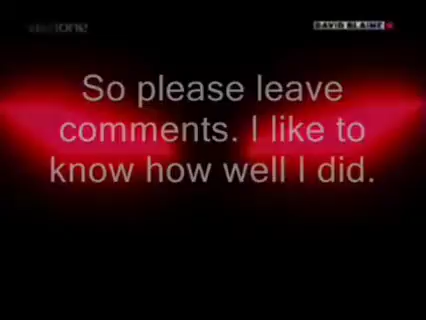 DAVID BLAINE
So please leave
comments. I like to
know how well I did.